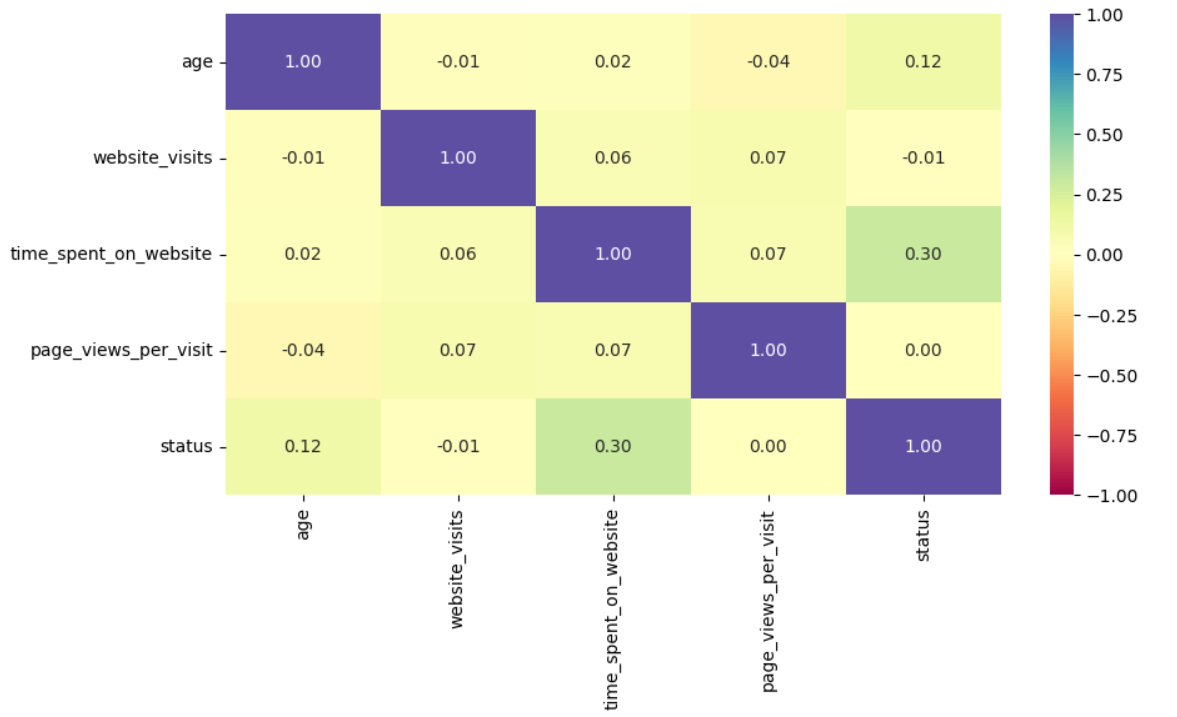 age 1.00 -0.01 0.02 -0.04 0.12
website_visits -0.01 1.00 0.06 0.07 -0.01
time_spent_on_website 0.02 0.06 1.00 0.07 0.30
page_views_per_visit -0.04 0.07 0.07 1.00 0.00
status 0.12 -0.01 0.30 0.00 1.00
age
website_visits
time_spent_on_website
page_views_per_visit
status
1.00
0.75
0.50
0.25
0.00
−0.25
−0.50
−0.75
−1.00